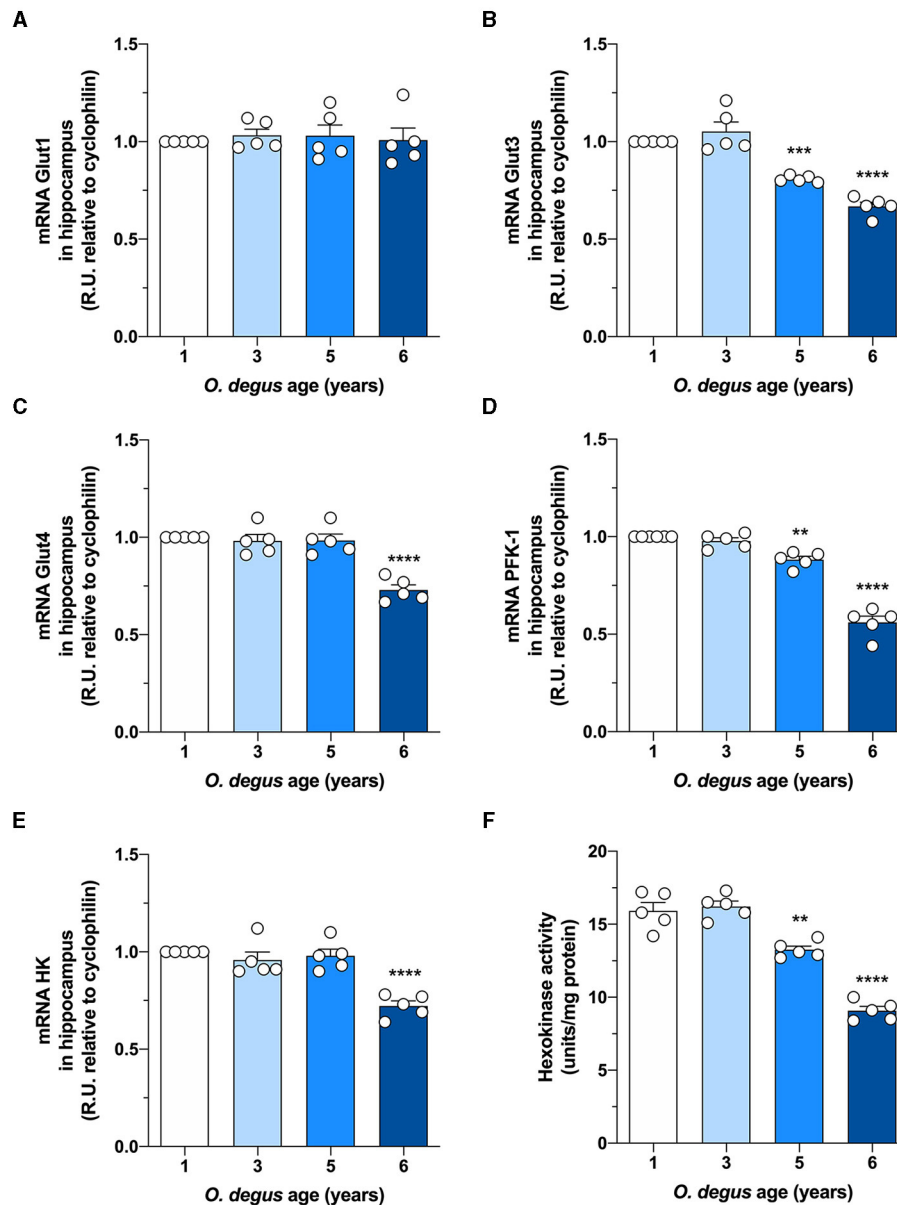 A
mRNA Glut1
in hippocampus
(R.U. relative to cyclophilin)
1.5
1.0
0.5
0.0
1 3 5 6
O. degus age (years)
B
mRNA Glut3
in hippocampus
(R.U. relative to cyclophilin)
1.5
1.0
0.5
0.0
***
****
1 3 5 6
O. degus age (years)
C
mRNA Glut4
in hippocampus
(R.U. relative to cyclophilin)
1.5
1.0
0.5
0.0
****
1 3 5 6
O. degus age (years)
D
mRNA PFK-1
in hippocampus
(R.U. relative to cyclophilin)
1.5
1.0
0.5
0.0
**
****
1 3 5 6
O. degus age (years)
E
mRNA HK
in hippocampus
(R.U. relative to cyclophilin)
1.5
1.0
0.5
0.0
****
1 3 5 6
O. degus age (years)
F
Hexokinase activity
(units/mg protein)
20
15
10
5
0
**
****
1 3 5 6
O. degus age (years)